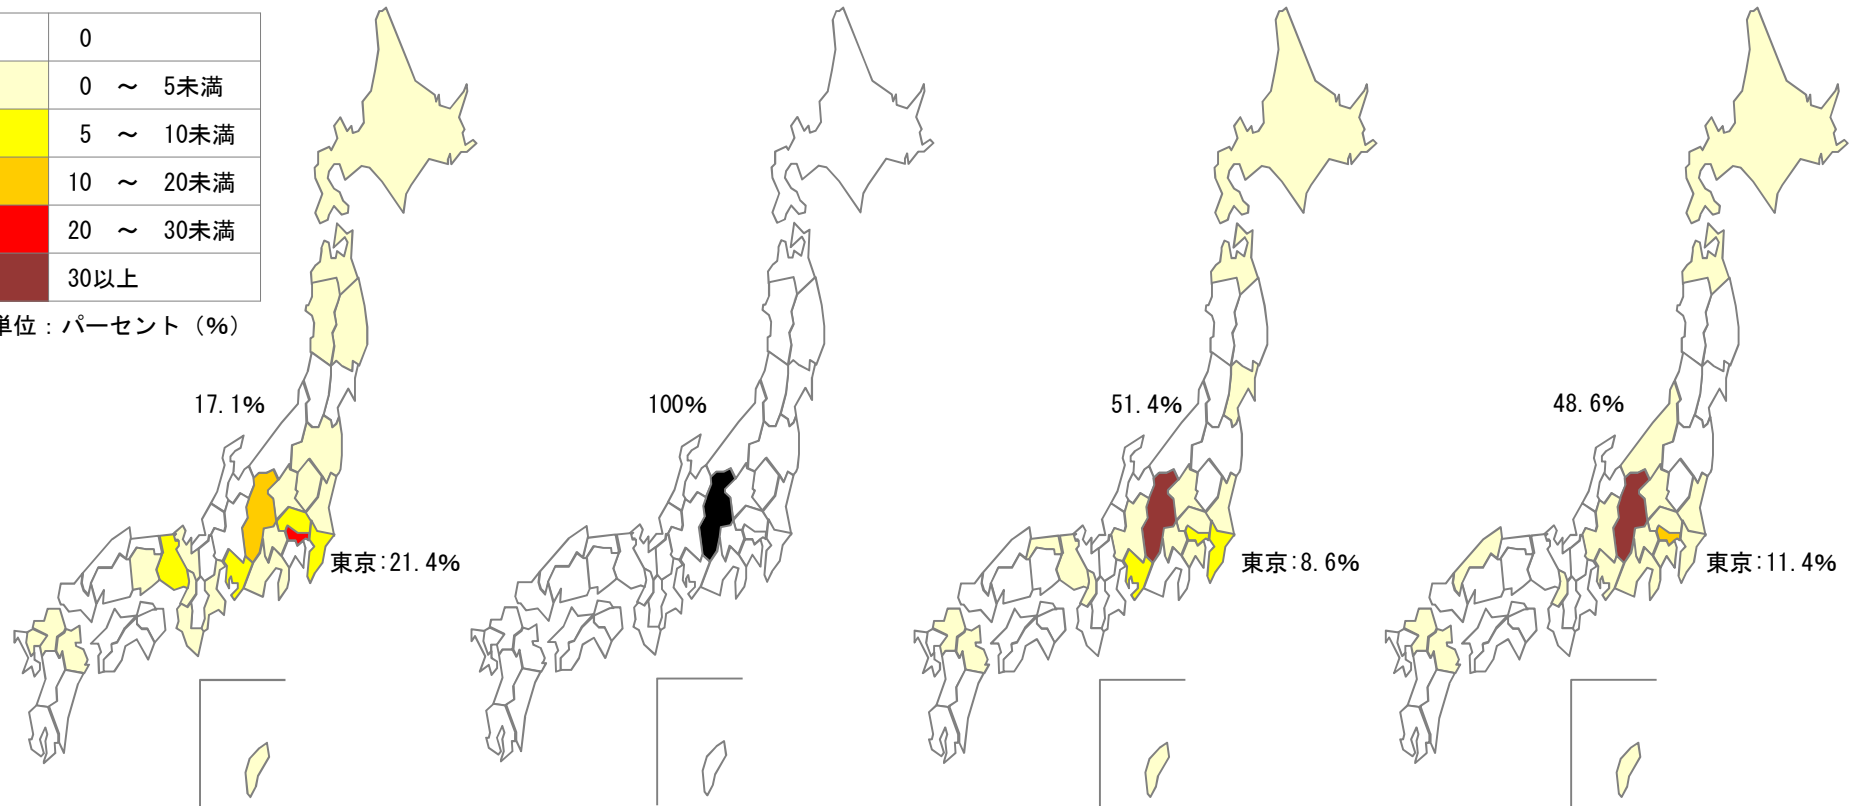 0
0 ～ 5未満
5 ～ 10未満
10 ～ 20未満
20 ～ 30未満
30以上
単位：パーセント（%）
17.1%
100%
51.4%
48.6%
東京:21.4%
東京:8.6%
東京:11.4%